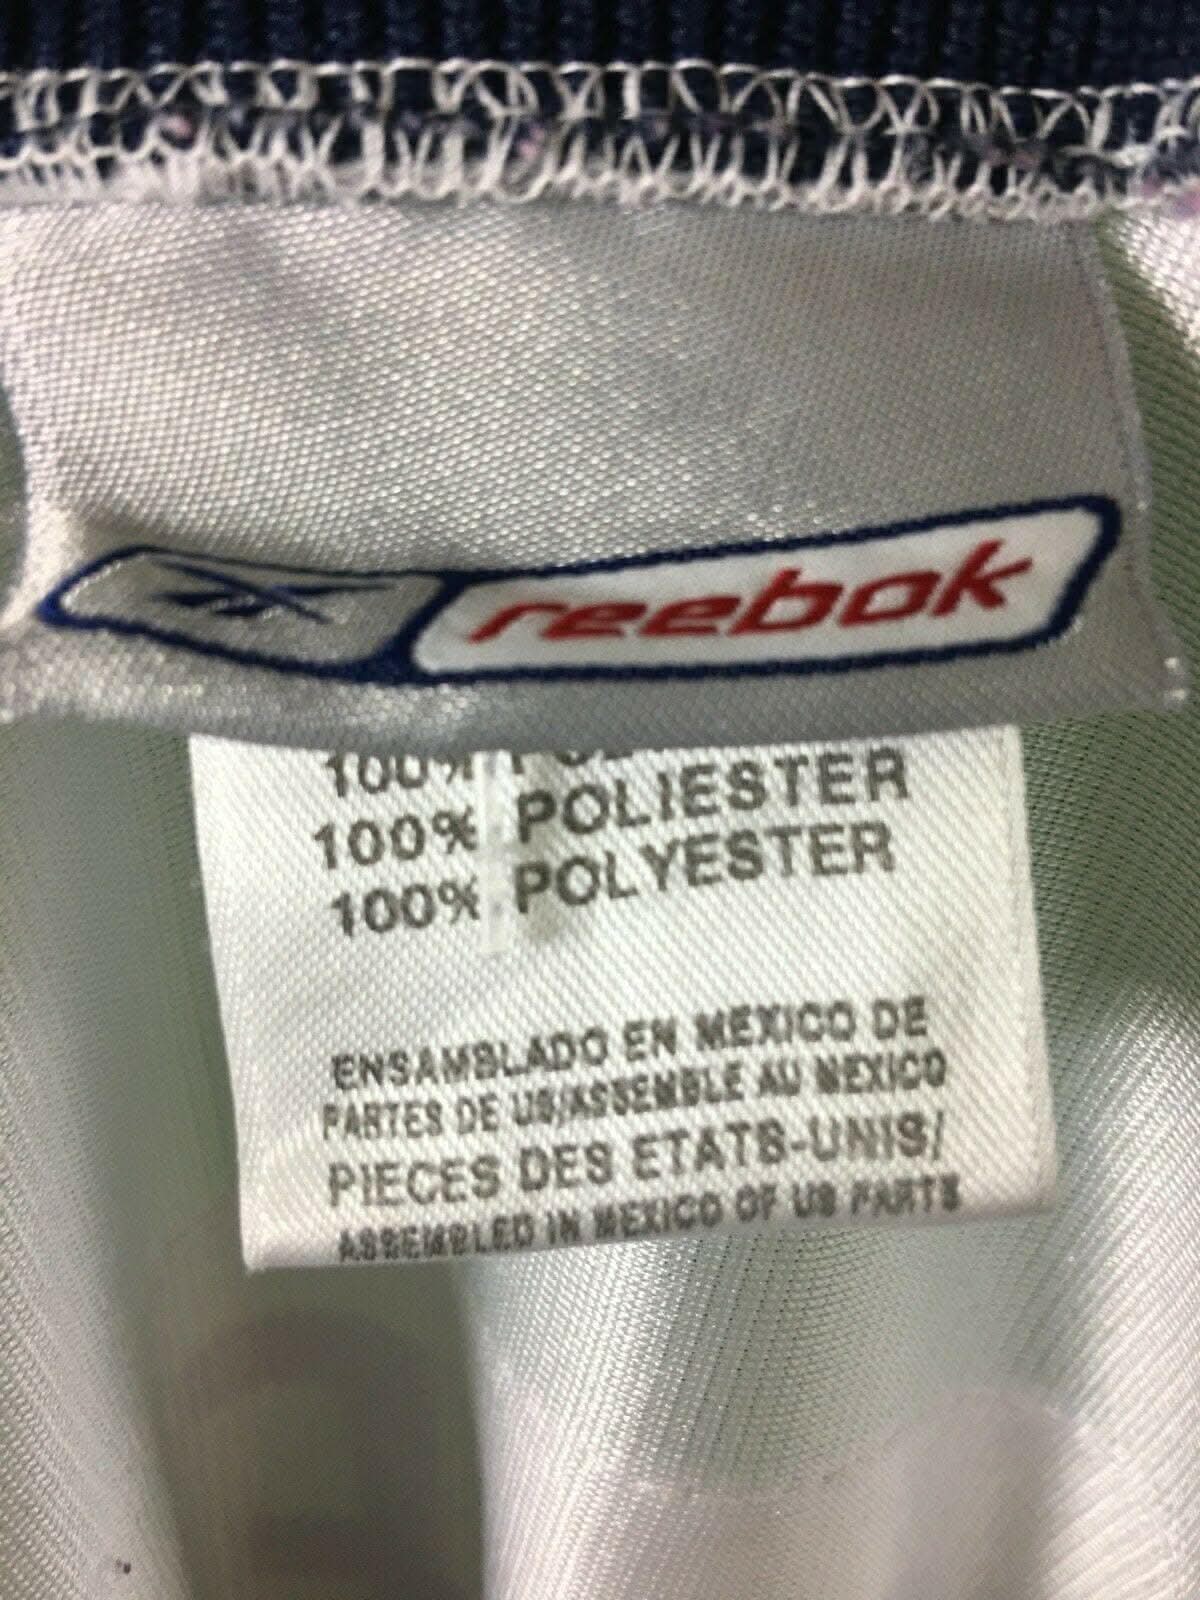 reebok
100%
100% POLIESTER
100% POLYESTER
ENSAMBLADO EN MEXICO DE
PARTES DE US/ASSEMBLE AU MEXICO
PIECES DES ETATS-UNIS/
ASSEMBLED IN MEXICO OF US PARTS